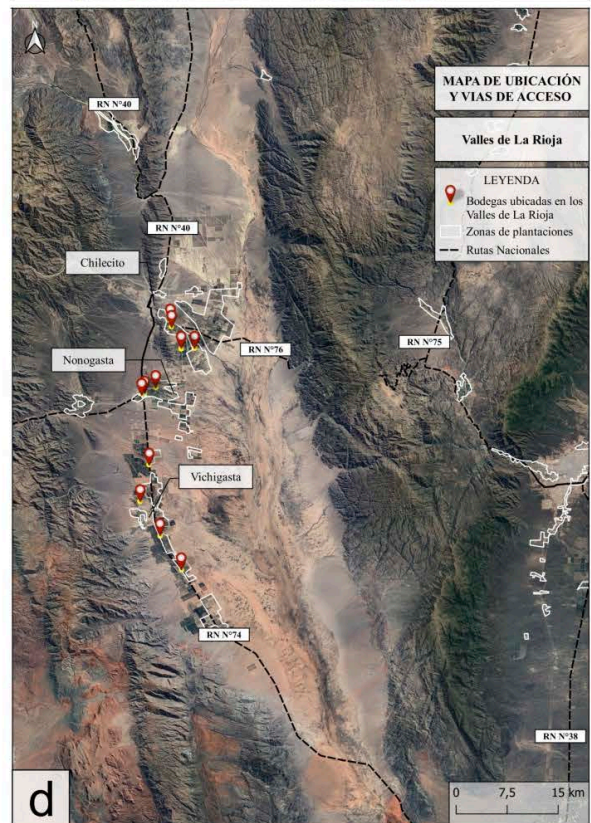 N
MAPA DE UBICACIÓN
Y VIAS DE ACCESO
Valles de La Rioja
LEYENDA
Bodegas ubicadas en los
Valles de La Rioja
Zonas de plantaciones
Rutas Nacionales
RN N°40
RN N°40
Chilecito
RN N°76
RN N°75
Nonogasta
Vichigasta
RN N°74
RN N°38
d
0 7,5 15 km